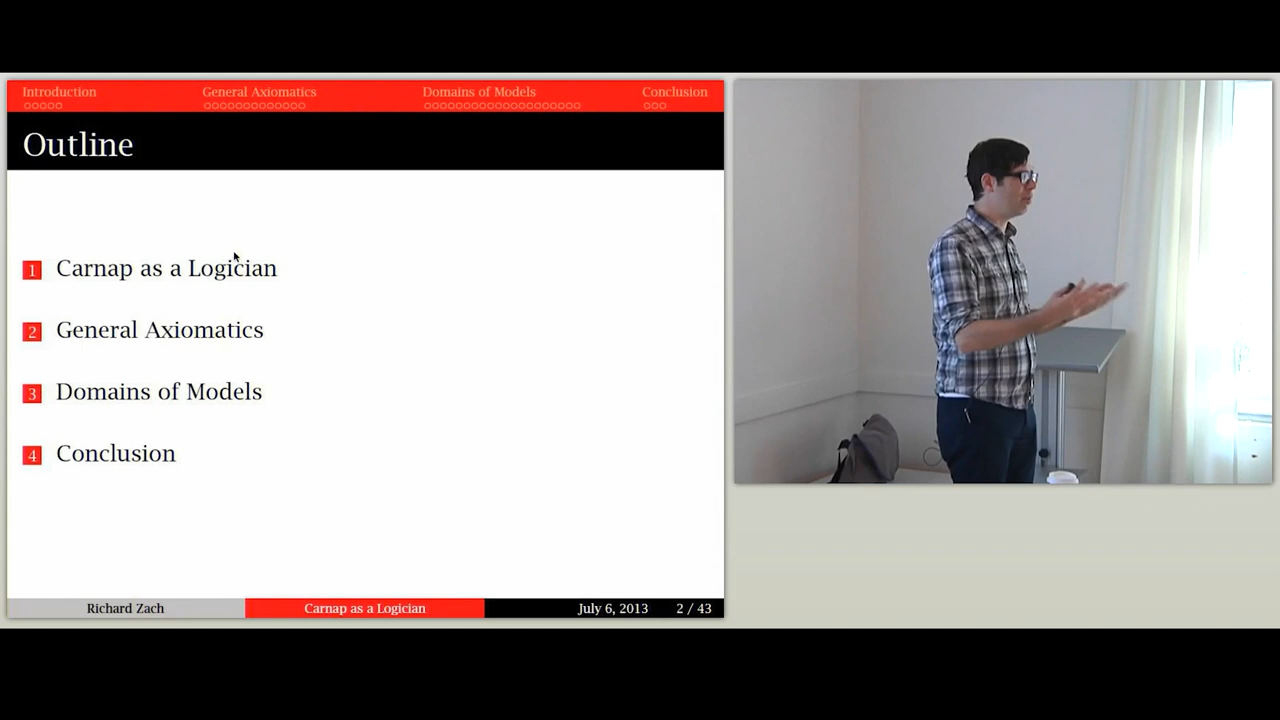 Introduction General Axiomatics Domains of Models Conclusion
Outline
1 Carnap as a Logician
2 General Axiomatics
3 Domains of Models
4 Conclusion
Richard Zach Carnap as a Logician July 6, 2013 2 / 43